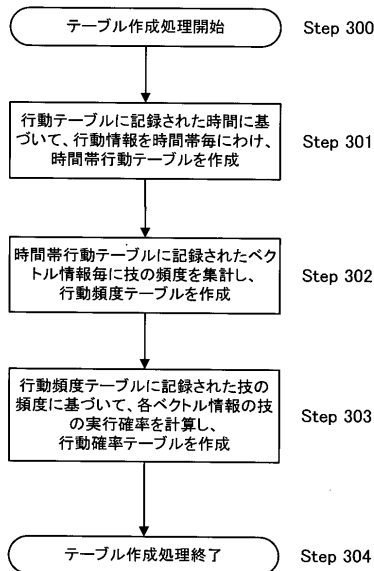 テーブル作成処理開始
Step 300
行動テーブルに記録された時間に基
づいて、行動情報を時間帯毎にわけ、
時間帯行動テーブルを作成
Step 301
時間帯行動テーブルに記録されたベク
トル情報毎に技の頻度を集計し、
行動頻度テーブルを作成
Step 302
行動頻度テーブルに記録された技の
頻度に基づいて、各ベクトル情報の技
の実行確率を計算し、
行動確率テーブルを作成
Step 303
テーブル作成処理終了
Step 304